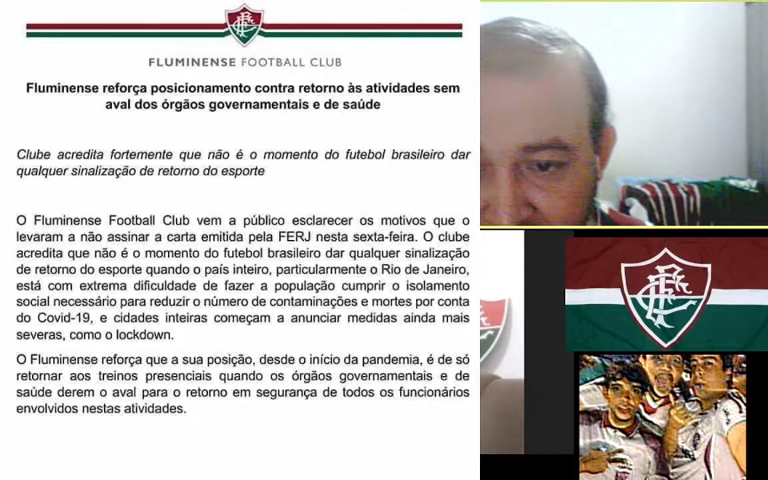 FLUMINENSE FOOTBALL CLUB
Fluminense reforça posicionamento contra retorno às atividades sem
aval dos órgãos governamentais e de saúde
Clube acredita fortemente que não é o momento do futebol brasileiro dar
qualquer sinalização de retorno do esporte
O Fluminense Football Club vem a público esclarecer os motivos que o
levaram a não assinar a carta emitida pela FERJ nesta sexta-feira. O clube
acredita que não é o momento do futebol brasileiro dar qualquer sinalização
de retorno do esporte quando o país inteiro, particularmente o Rio de Janeiro,
está com extrema dificuldade de fazer a população cumprir o isolamento
social necessário para reduzir o número de contaminações e mortes por conta
do Covid-19, e cidades inteiras começam a anunciar medidas ainda mais
severas, como o lockdown.
O Fluminense reforça que a sua posição, desde o início da pandemia, é de só
retornar aos treinos presenciais quando os órgãos governamentais e de
saúde derem o aval para o retorno em segurança de todos os funcionários
envolvidos nestas atividades.